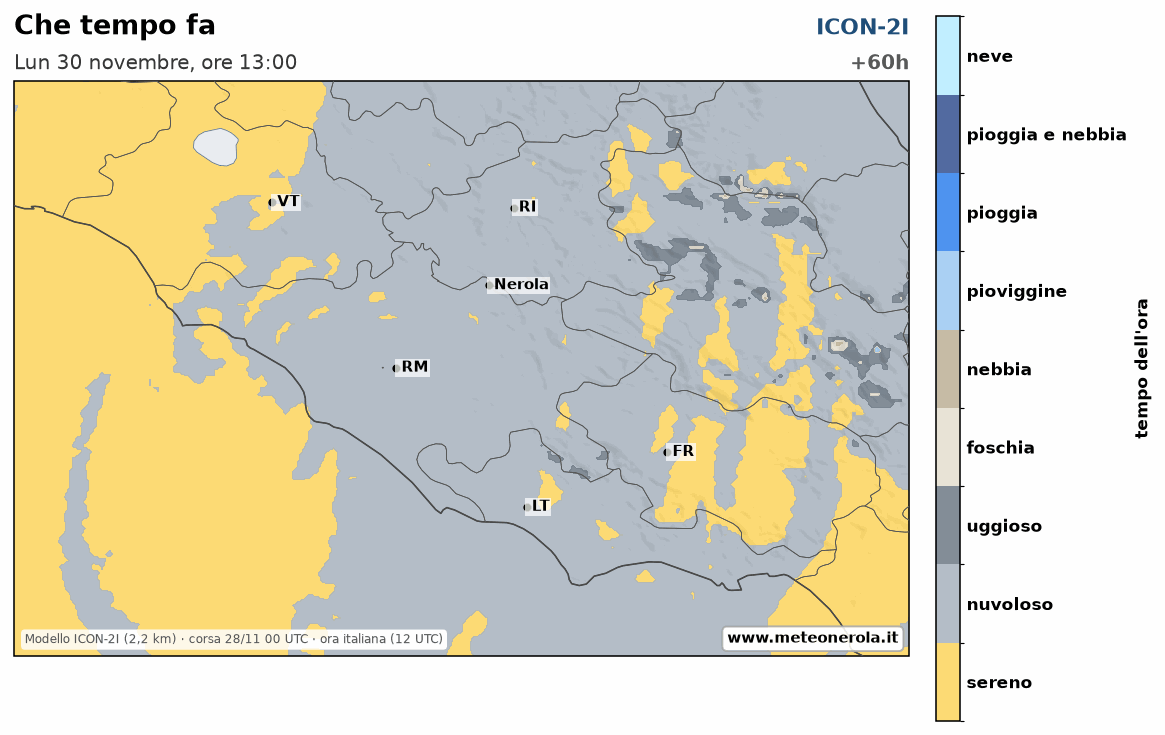 Che tempo fa
ICON-2I
Lun 30 novembre, ore 13:00
+60h
neve
pioggia e nebbia
pioggia
pioviggine
nebbia
foschia
uggioso
nuvoloso
sereno
tempo dell'ora
VT
RI
Nerola
RM
FR
LT
Modello ICON-2I (2,2 km) · corsa 28/11 00 UTC · ora italiana (12 UTC)
www.meteonerola.it